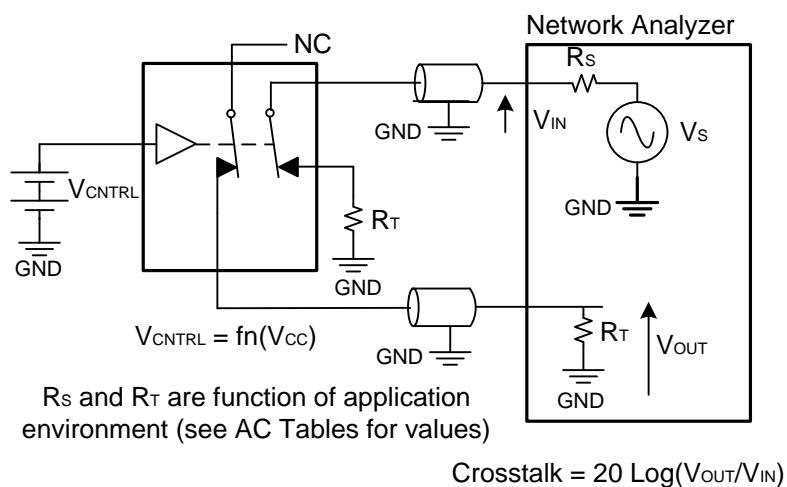 Network Analyzer
NC
RS
GND
VIN
VS
GND
VCNTRL
GND
RT
GND
VCNTRL = fn(VCC)
GND
RT
VOUT
GND
RS and RT are function of application
environment (see AC Tables for values)
Crosstalk = 20 Log(VOUT/VIN)